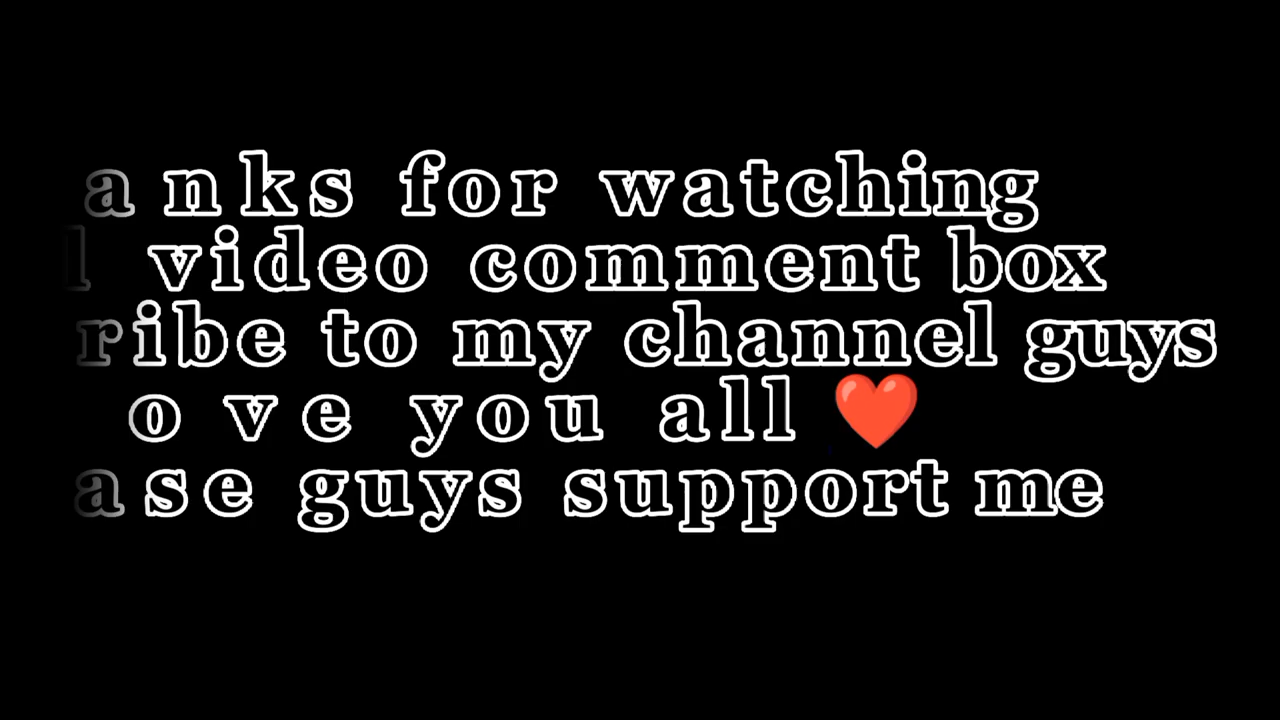 anks for watching
l video comment box
ribe to my channel guys
ove you all ❤️
ase guys support me